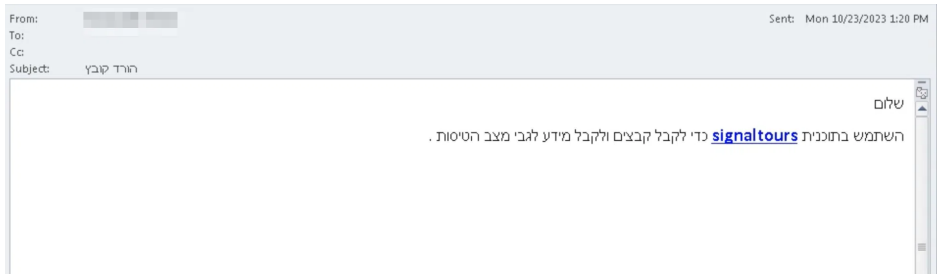 From:
Sent: Mon 10/23/2023 1:20 PM
To:
Cc:
Subject: הורד קובץ
שלום
השתמש בתוכנית signaltours כדי לקבל קבצים ולקבל מידע לגבי מצב הטיסות .